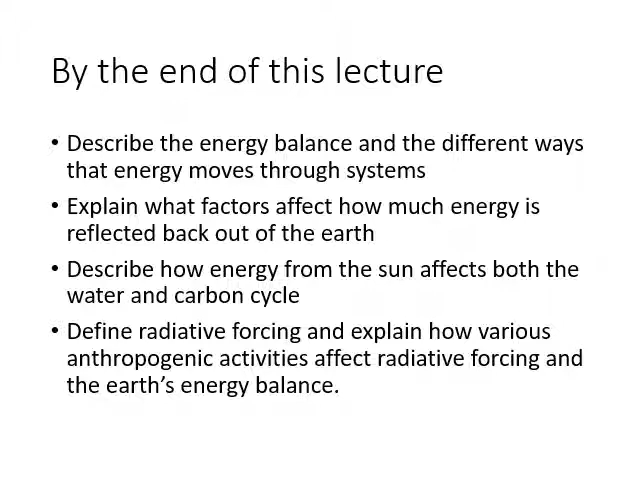 By the end of this lecture
• Describe the energy balance and the different ways
that energy moves through systems
• Explain what factors affect how much energy is
reflected back out of the earth
• Describe how energy from the sun affects both the
water and carbon cycle
• Define radiative forcing and explain how various
anthropogenic activities affect radiative forcing and
the earth’s energy balance.